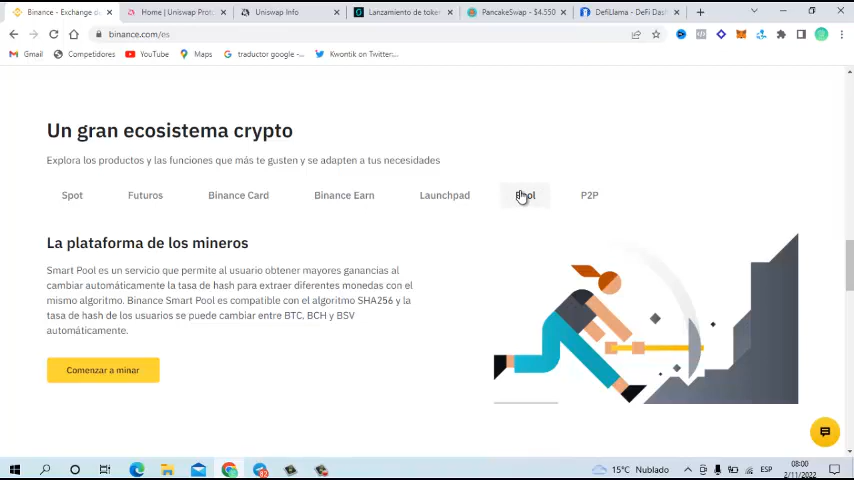 Binance - Exchange de
Home | Uniswap Prot
Uniswap Info
Lanzamiento de token
PancakeSwap - $4.550
DefiLlama - DeFi Dash
binance.com/es
Gmail
Competidores
YouTube
Maps
traductor google -...
Kwontik on Twitter:...
Un gran ecosistema crypto
Explora los productos y las funciones que más te gusten y se adapten a tus necesidades
Spot
Futuros
Binance Card
Binance Earn
Launchpad
Pool
P2P
La plataforma de los mineros
Smart Pool es un servicio que permite al usuario obtener mayores ganancias al
cambiar automáticamente la tasa de hash para extraer diferentes monedas con el
mismo algoritmo. Binance Smart Pool es compatible con el algoritmo SHA256 y la
tasa de hash de los usuarios se puede cambiar entre BTC, BCH y BSV
automáticamente.
Comenzar a minar
15°C Nublado
ESP
08:00
2/11/2022